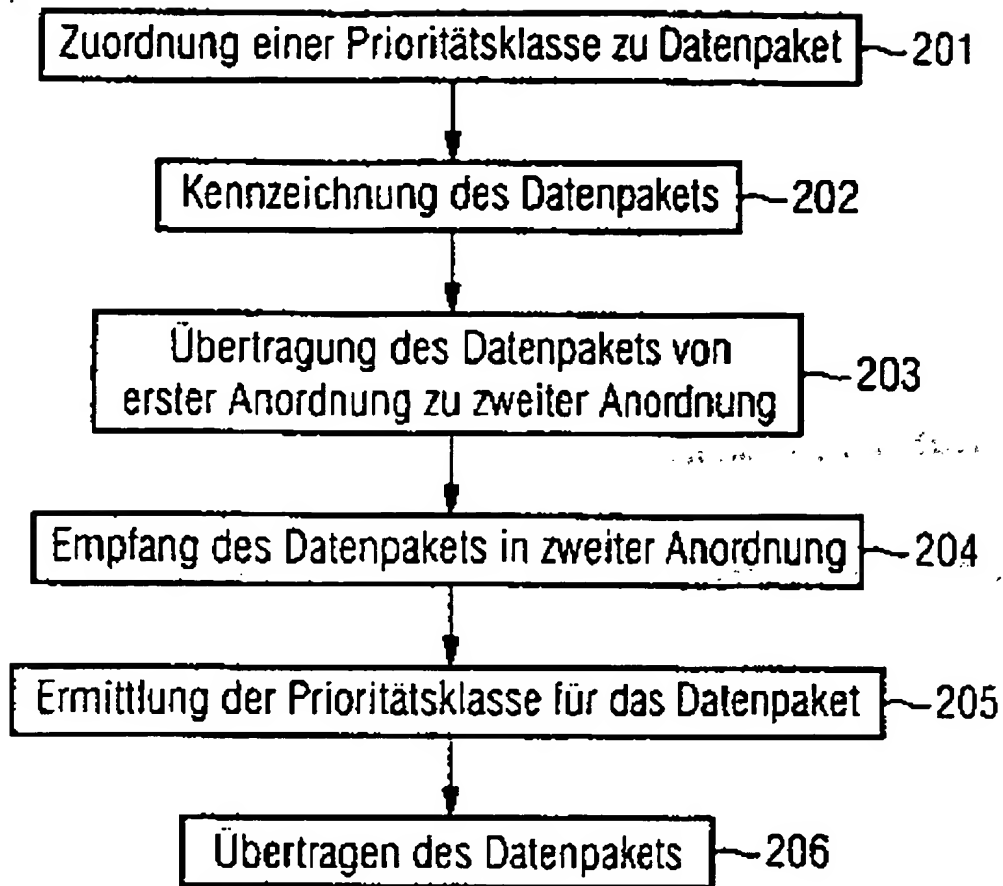 Zuordnung einer Prioritätsklasse zu Datenpaket 201
Kennzeichnung des Datenpakets 202
Übertragung des Datenpakets von
erster Anordnung zu zweiter Anordnung 203
Empfang des Datenpakets in zweiter Anordnung 204
Ermittlung der Prioritätsklasse für das Datenpaket 205
Übertragen des Datenpakets 206